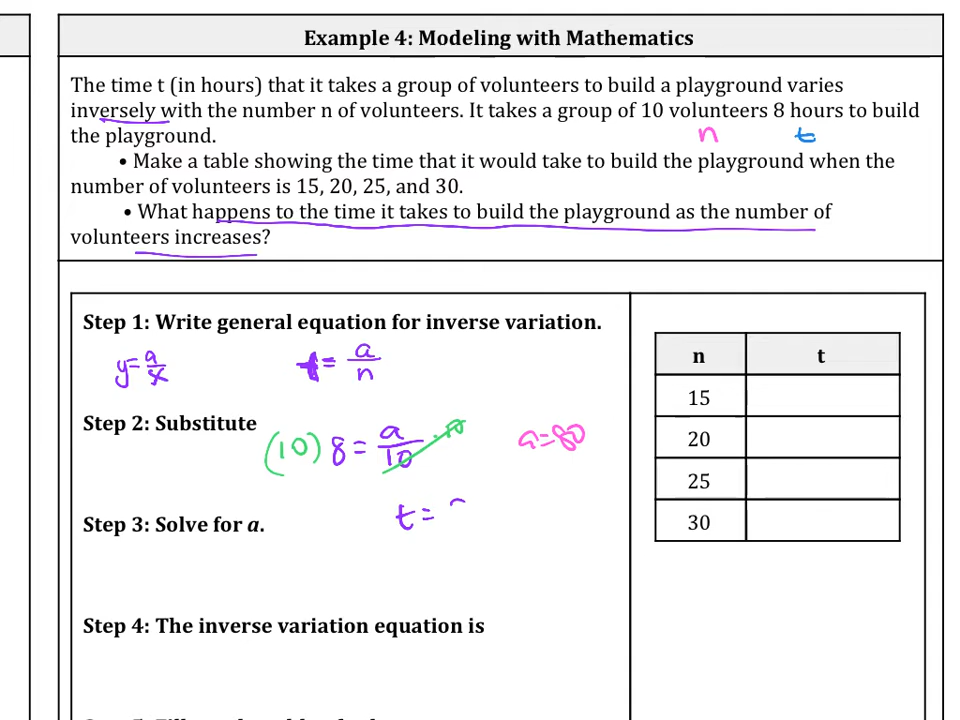 Example 4: Modeling with Mathematics
The time t (in hours) that it takes a group of volunteers to build a playground varies
inversely with the number n of volunteers. It takes a group of 10 volunteers 8 hours to build
the playground.
n t
• Make a table showing the time that it would take to build the playground when the
number of volunteers is 15, 20, 25, and 30.
• What happens to the time it takes to build the playground as the number of
volunteers increases?
Step 1: Write general equation for inverse variation.
y = a/x t = a/n
Step 2: Substitute
(10) 8 = a/10 · 10 a = 80
Step 3: Solve for a.
t =
Step 4: The inverse variation equation is
n t
15
20
25
30